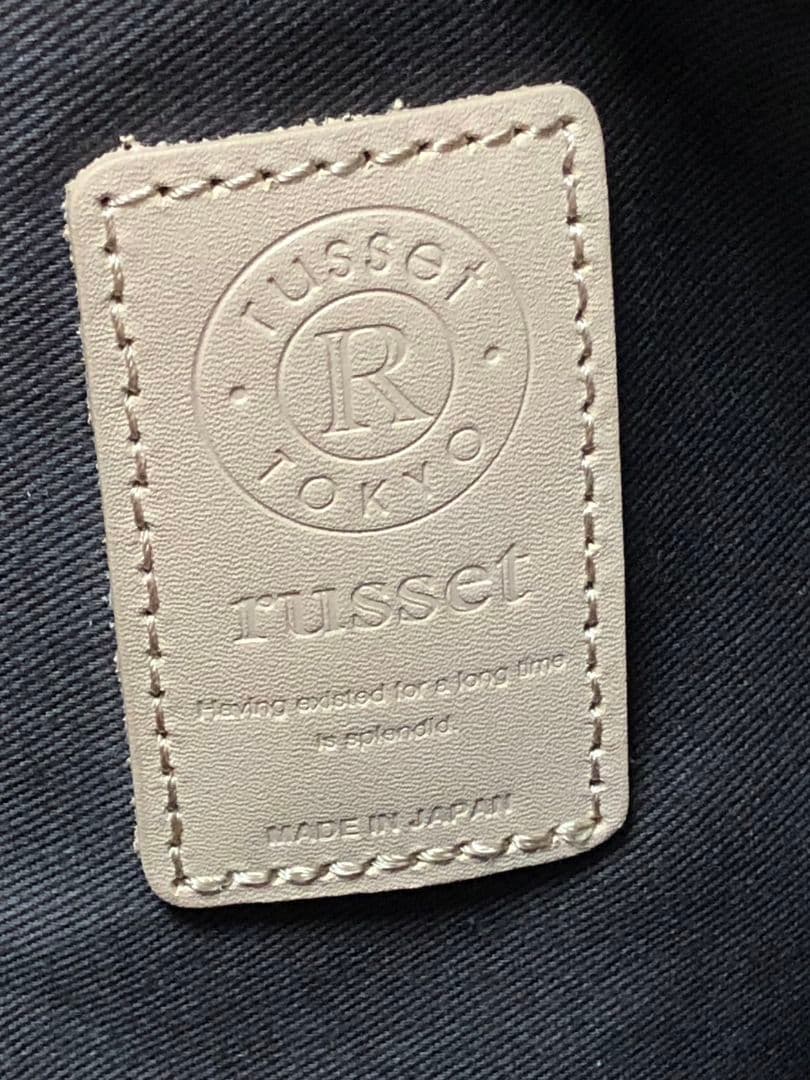 russet
R
TOKYO
russet
Having existed for a long time
is splendid.
MADE IN JAPAN